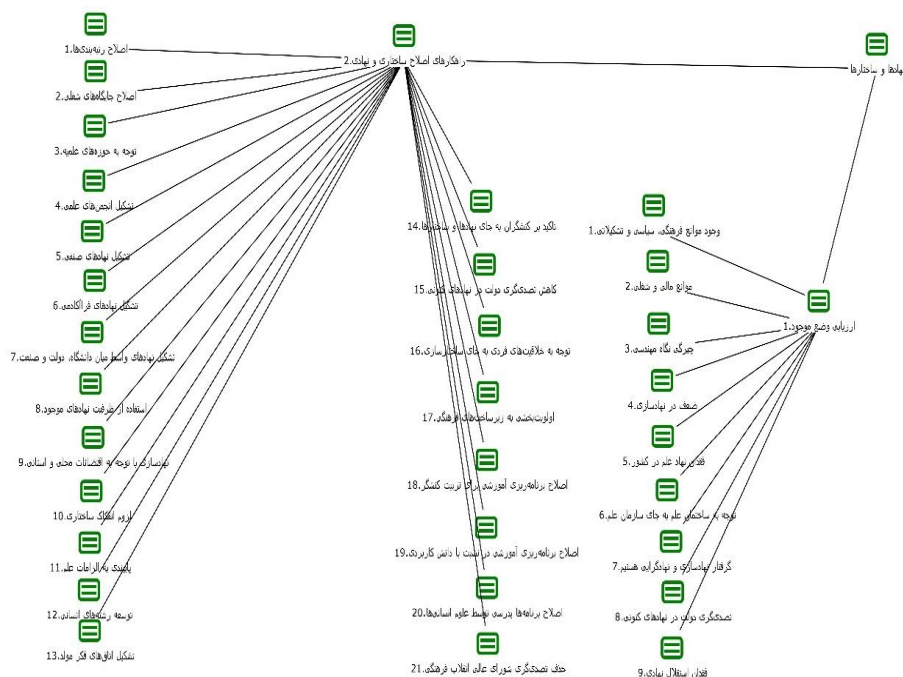 نهادها و ساختارها
2.راهکارهای اصلاح ساختاری و نهادی
1.اصلاح رتبه‌بندی‌ها
2.اصلاح جایگاه‌های شغلی
3.توجه به حوزه‌های علمیه
4.تشکیل انجمن‌های علمی
5.تشکیل نهادهای صنفی
6.تشکیل نهادهای فراآکادمی
7.تشکیل نهادهای واسط میان دانشگاه، دولت و صنعت
8.استفاده از ظرفیت نهادهای موجود
9.نهادسازی با توجه به اقتضائات محلی و استانی
10.لزوم انفکاک ساختاری
11.پایبندی به الزامات علم
12.توسعه رشته‌های انسانی
13.تشکیل اتاق‌های فکر مولد
14.تاکید بر کنشگران به جای نهادها و ساختارها
15.کاهش تصدی‌گری دولت در نهادهای کنونی
16.توجه به خلاقیت‌های فردی به جای ساختارسازی
17.اولویت‌بخشی به زیرساخت‌های فرهنگی
18.اصلاح برنامه‌ریزی آموزشی برای تربیت کنشگر
19.اصلاح برنامه‌ریزی آموزشی در نسبت با دانش کاربردی
20.اصلاح برنامه‌ها پدرسی توسط علوم انسانی‌ها
21.حذف تصدی‌گری شورای عالی انقلاب فرهنگی
1.ارزیابی وضع موجود
1.وجود موانع فرهنگی، سیاسی و تشکیلاتی
2.موانع مالی و شغلی
3.چیرگی نگاه مهندسی
4.ضعف در نهادسازی
5.فقدان نهاد علم در کشور
6.توجه به ساختمان علم به جای سازمان علم
7.گرفتار نهادسازی و نهادگرایی هستیم
8.تصدی‌گری دولت در نهادهای کنونی
9.فقدان استقلال نهادی